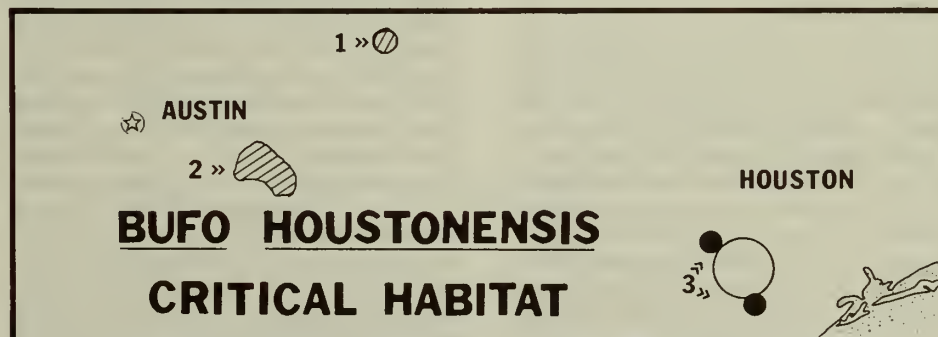 1 »
AUSTIN
2 »
HOUSTON
BUFO HOUSTONENSIS
3 » »
CRITICAL HABITAT